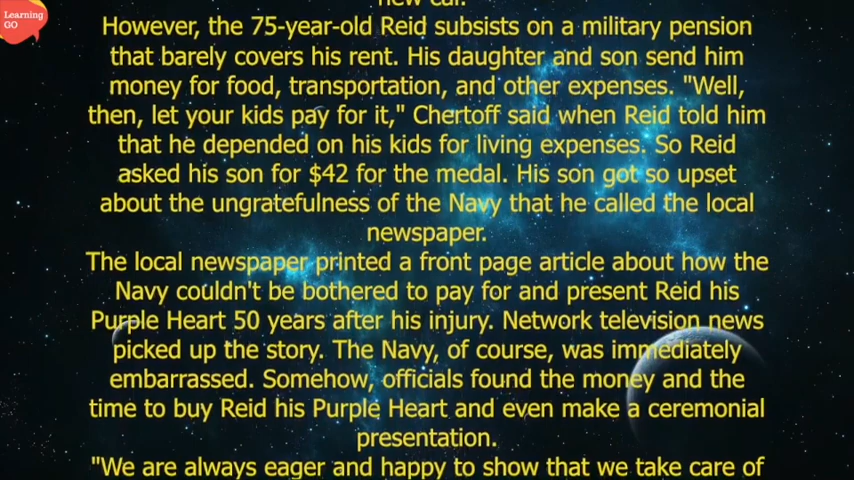 Learning
GO
new car.
However, the 75-year-old Reid subsists on a military pension
that barely covers his rent. His daughter and son send him
money for food, transportation, and other expenses. "Well,
then, let your kids pay for it," Chertoff said when Reid told him
that he depended on his kids for living expenses. So Reid
asked his son for $42 for the medal. His son got so upset
about the ungratefulness of the Navy that he called the local
newspaper.
The local newspaper printed a front page article about how the
Navy couldn't be bothered to pay for and present Reid his
Purple Heart 50 years after his injury. Network television news
picked up the story. The Navy, of course, was immediately
embarrassed. Somehow, officials found the money and the
time to buy Reid his Purple Heart and even make a ceremonial
presentation.
"We are always eager and happy to show that we take care of